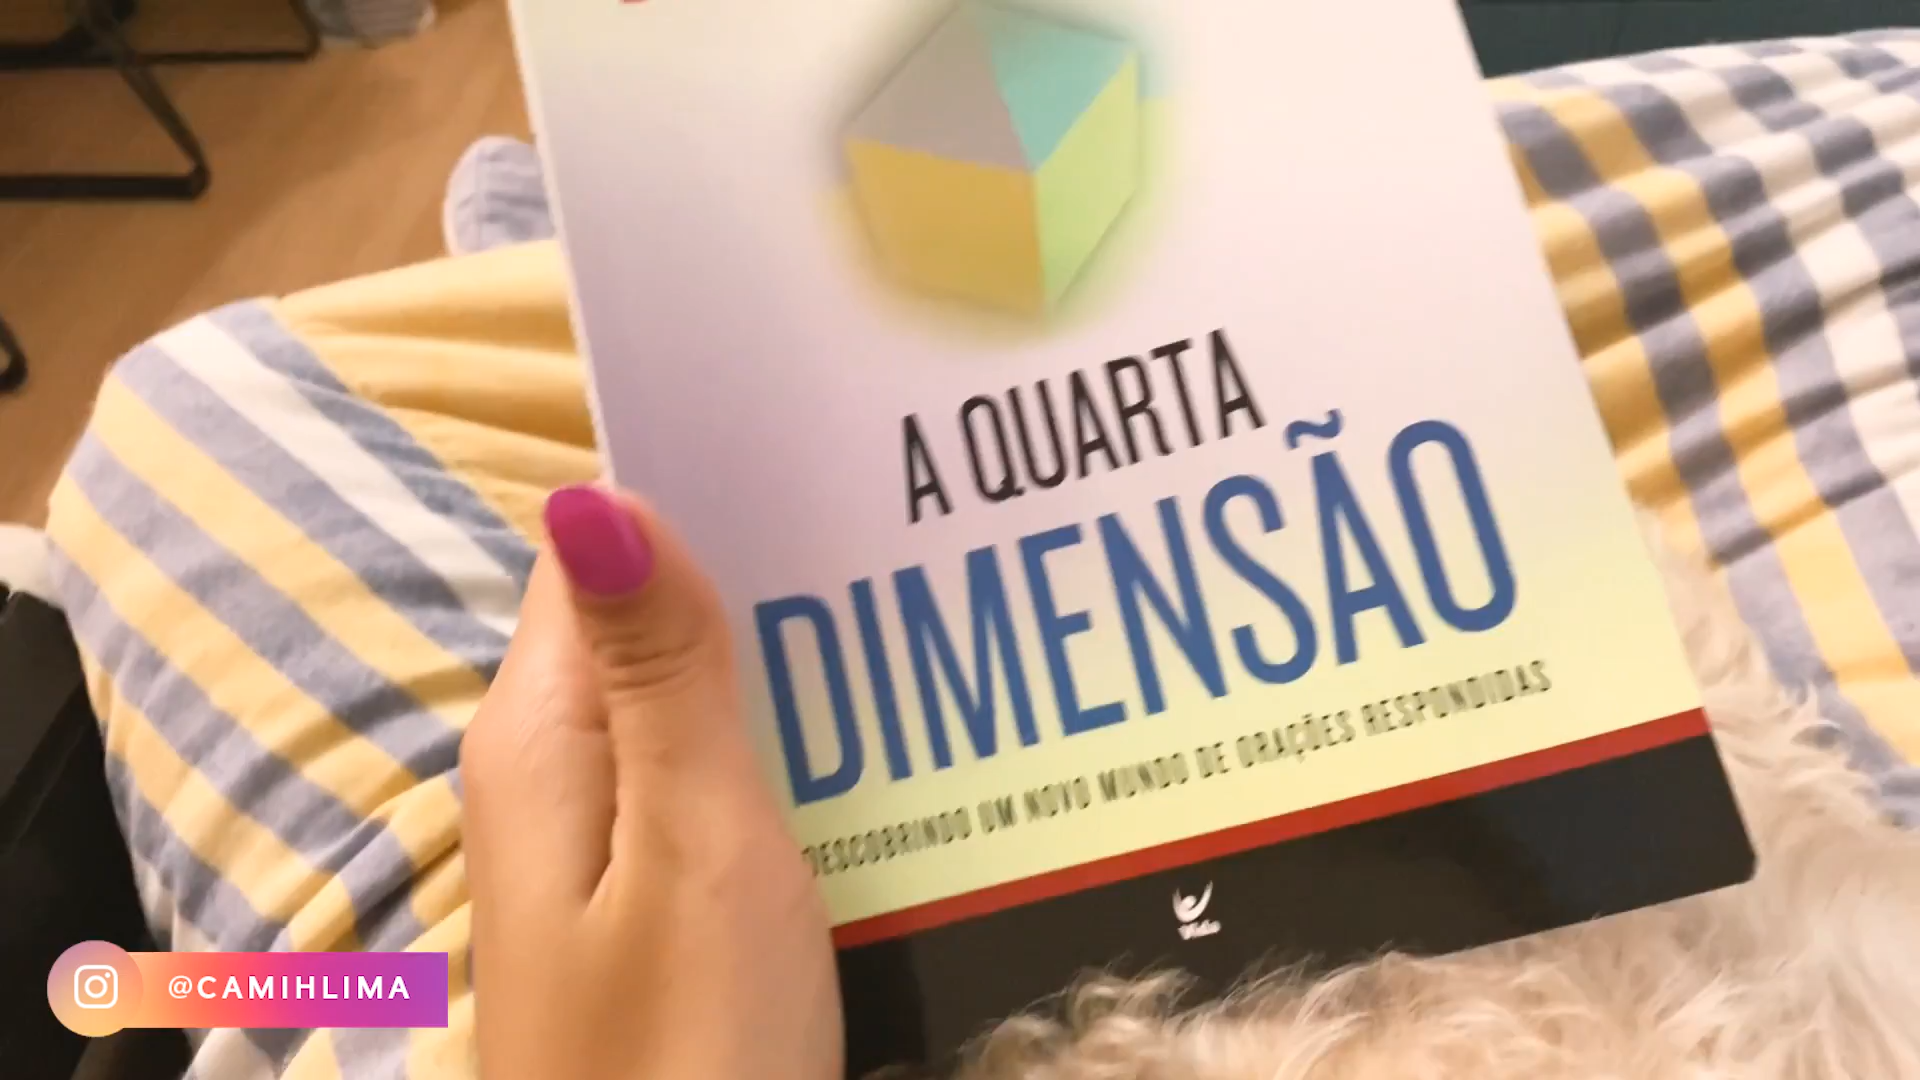 A QUARTA
DIMENSÃO
DESCOBRINDO UM NOVO MUNDO DE ORAÇÕES RESPONDIDAS
Vida
@CAMIHLIMA